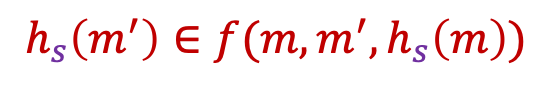 hₛ(m′) ∈ f(m, m′, hₛ(m))